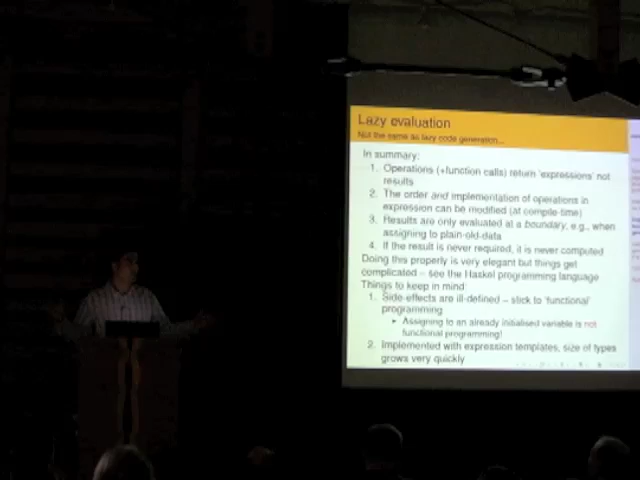 Lazy evaluation
Not the same as lazy code generation...
In summary:
1. Operations (+function calls) return 'expressions' not
results
2. The order and implementation of operations in
expression can be modified (at compile-time)
3. Results are only evaluated at a boundary, e.g., when
assigning to plain-old-data
4. If the result is never required, it is never computed
Doing this properly is very elegant but things get
complicated – see the Haskel programming language
Things to keep in mind
1. Side-effects are ill-defined – stick to 'functional'
programming
Assigning to an already initialised variable is not
functional programming!
2. Implemented with expression templates, size of types
grows very quickly